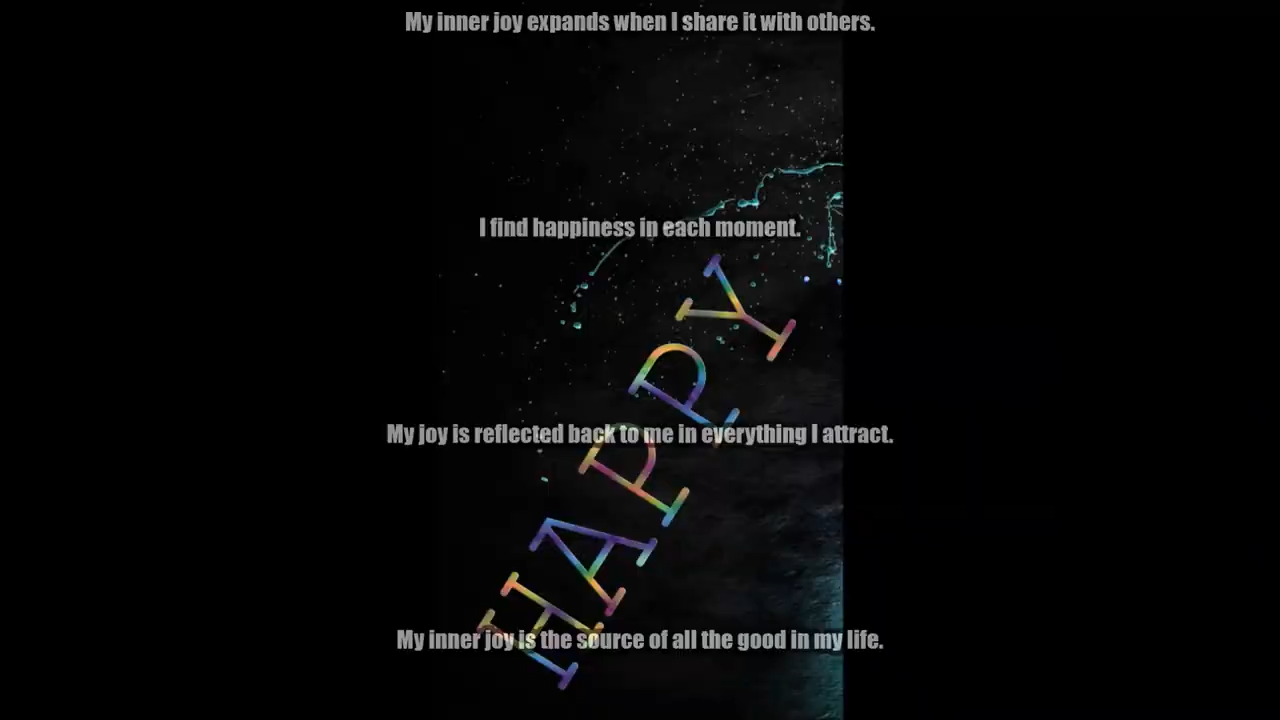 My inner joy expands when I share it with others.
I find happiness in each moment.
HAPPY
My joy is reflected back to me in everything I attract.
My inner joy is the source of all the good in my life.